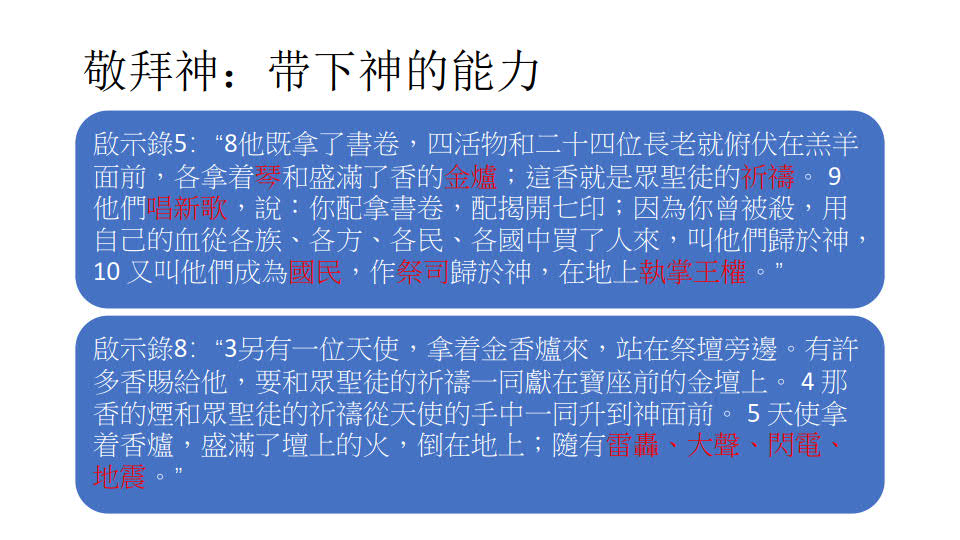 敬拜神：带下神的能力
啟示錄5：“8他既拿了書卷，四活物和二十四位長老就俯伏在羔羊
面前，各拿着琴和盛滿了香的金爐；這香就是眾聖徒的祈禱。 9
他們唱新歌，說：你配拿書卷，配揭開七印；因為你曾被殺，用
自己的血從各族、各方、各民、各國中買了人來，叫他們歸於神，
10 又叫他們成為國民，作祭司歸於神，在地上執掌王權。”
啟示錄8：“3另有一位天使，拿着金香爐來，站在祭壇旁邊。有許
多香賜給他，要和眾聖徒的祈禱一同獻在寶座前的金壇上。 4 那
香的煙和眾聖徒的祈禱從天使的手中一同升到神面前。 5 天使拿
着香爐，盛滿了壇上的火，倒在地上；隨有雷轟、大聲、閃電、
地震。”